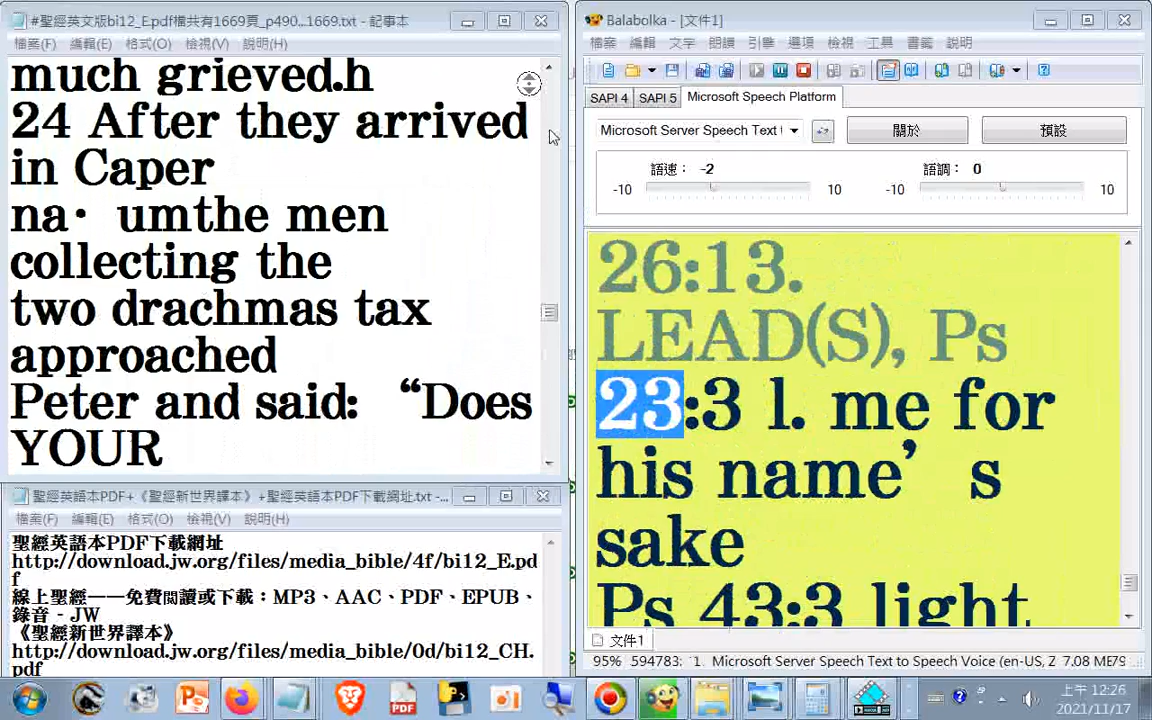 #聖經英文版bi12_E.pdf檔共有1669頁_p490...1669.txt - 記事本
檔案(F) 編輯(E) 格式(O) 檢視(V) 說明(H)
much grieved.h
24 After they arrived
in Caper
na· umthe men
collecting the
two drachmas tax
approached
Peter and said: “Does
YOUR
聖經英語本PDF+《聖經新世界譯本》+聖經英語本PDF下載網址.txt -...
檔案(F) 編輯(E) 格式(O) 檢視(V) 說明(H)
聖經英語本PDF下載網址
http://download.jw.org/files/media_bible/4f/bi12_E.pd
f
線上聖經——免費閱讀或下載：MP3、AAC、PDF、EPUB、
錄音 - JW
《聖經新世界譯本》
http://download.jw.org/files/media_bible/0d/bi12_CH.
pdf
Balabolka - [文件1]
檔案 編輯 文字 朗讀 引擎 選項 檢視 工具 書籤 說明
SAPI 4 SAPI 5 Microsoft Speech Platform
Microsoft Server Speech Text 關於 預設
語速： -2 語調： 0
-10 10 -10 10
26:13.
LEAD(S), Ps
23:3 l. me for
his name’s
sake
Ps 43:3 light
文件1
95% 594783: 1. Microsoft Server Speech Text to Speech Voice (en-US, Z 7.08 ME79
上午 12:26
2021/11/17